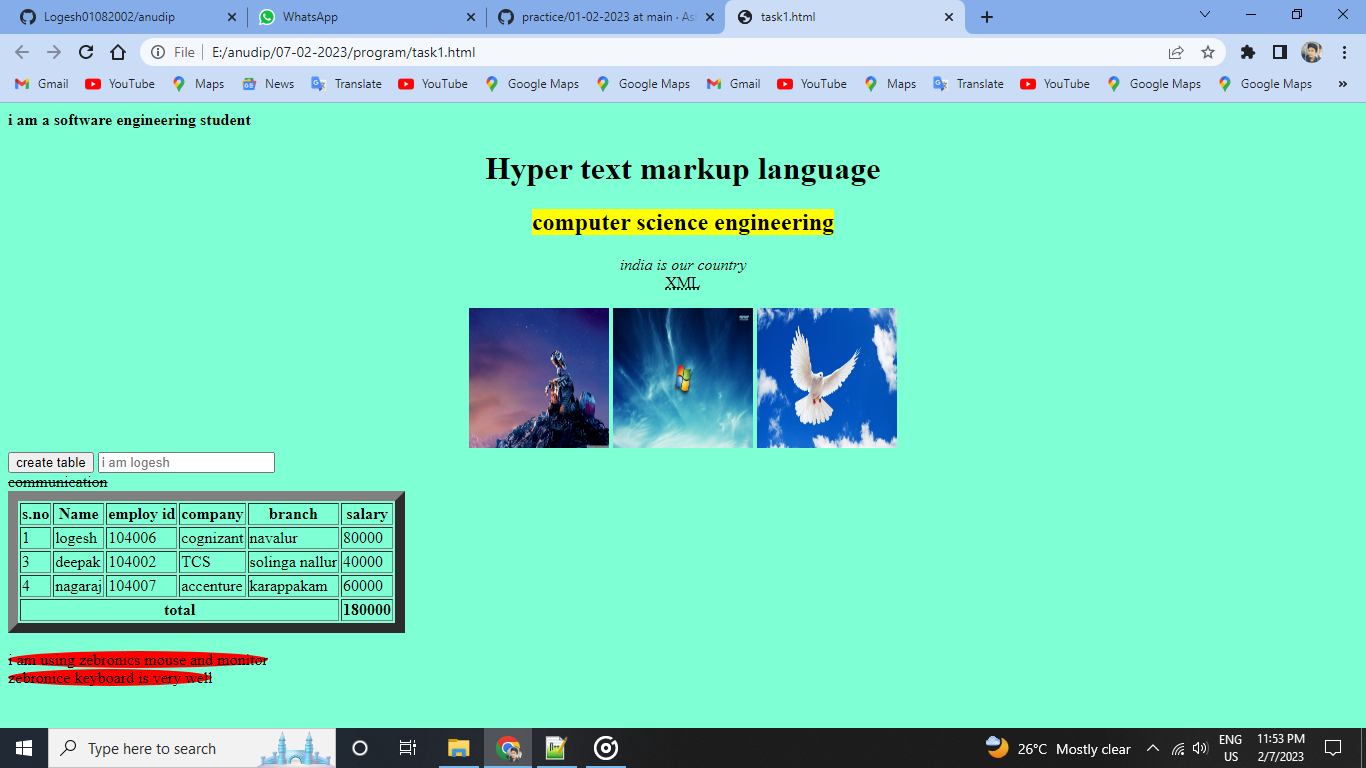 Logesh01082002/anudip
WhatsApp
practice/01-02-2023 at main · As
task1.html
File
E:/anudip/07-02-2023/program/task1.html
Gmail YouTube Maps News Translate YouTube Google Maps Google Maps Gmail YouTube Maps Translate YouTube Google Maps Google Maps »
i am a software engineering student
Hyper text markup language
computer science engineering
india is our country
XML
create table i am logesh
communication
s.no Name employ id company branch salary
1 logesh 104006 cognizant navalur 80000
3 deepak 104002 TCS solinga nallur 40000
4 nagaraj 104007 accenture karappakam 60000
total 180000
i am using zebronics mouse and monitor
zebronice keyboard is very well
Type here to search
26°C Mostly clear
ENG
US
11:53 PM
2/7/2023